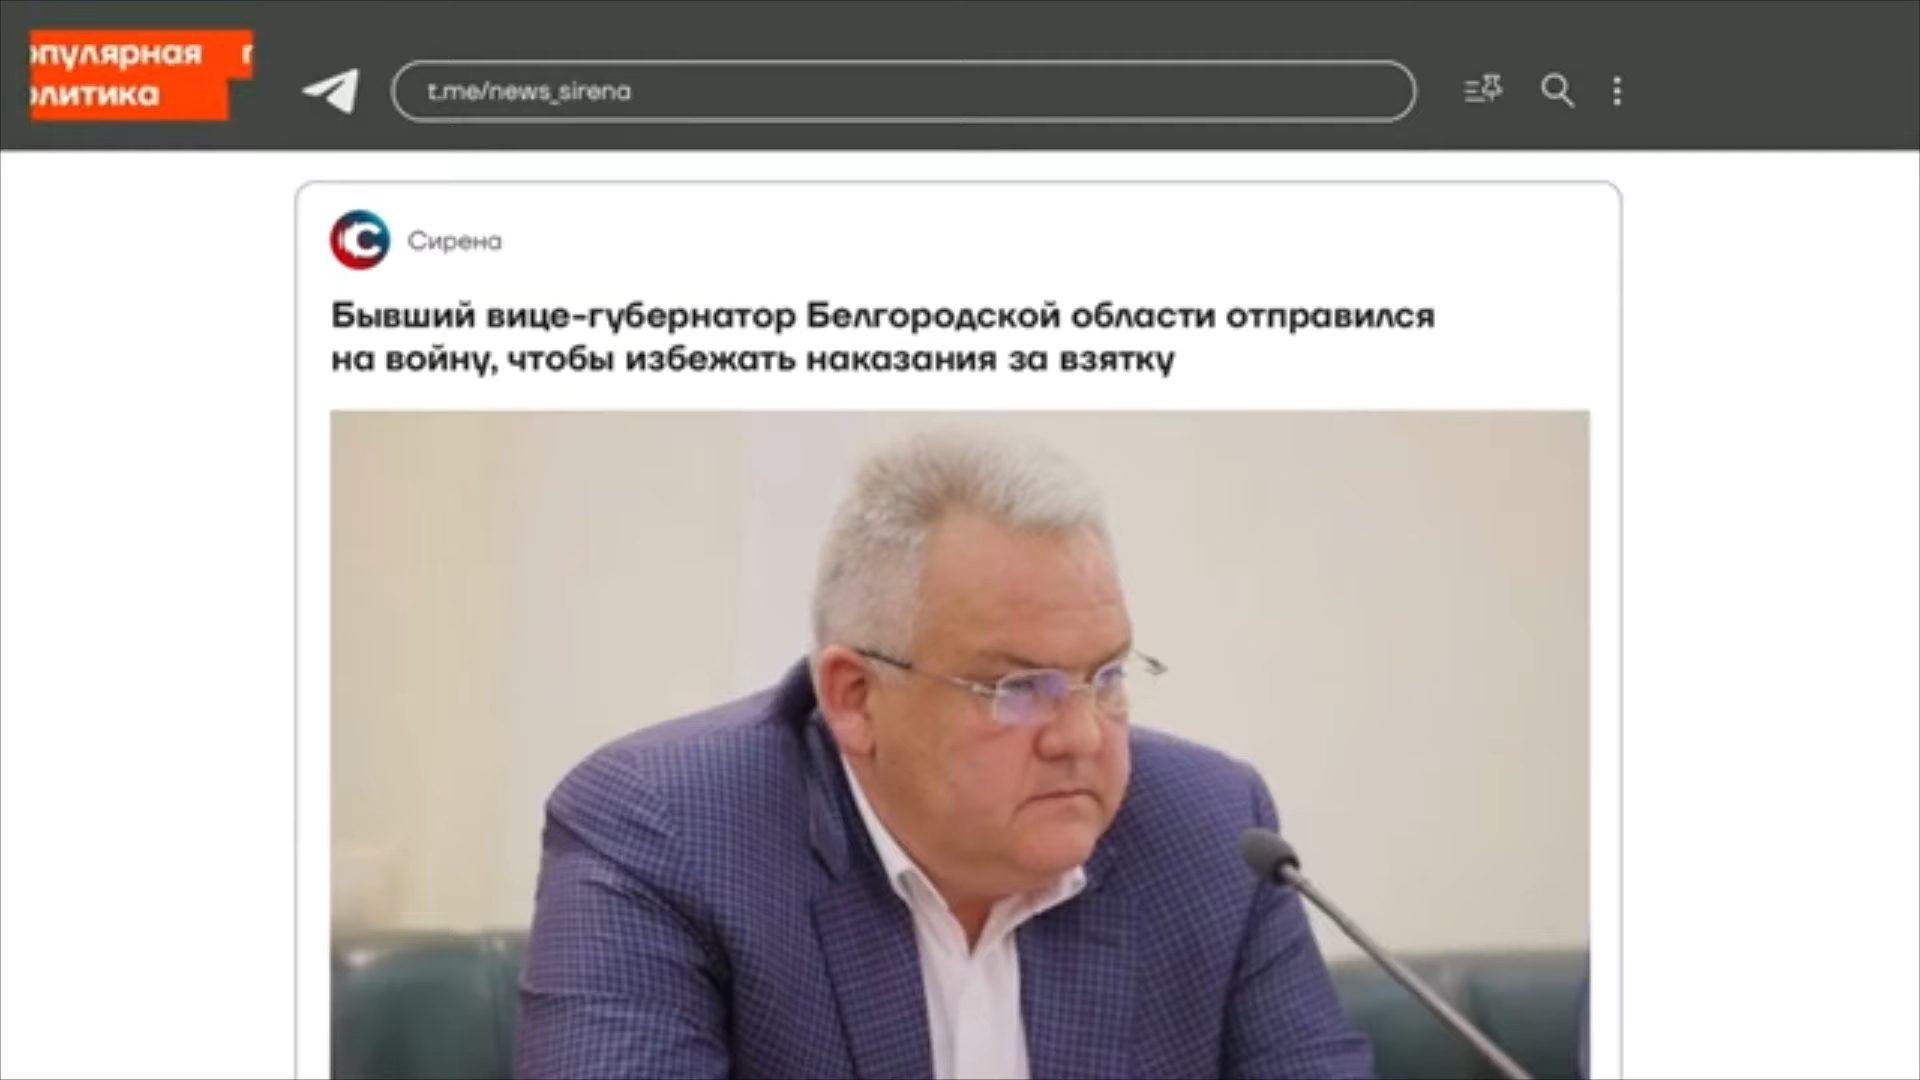 опулярная п
олитика
t.me/news_sirena
Сирена
Бывший вице-губернатор Белгородской области отправился
на войну, чтобы избежать наказания за взятку